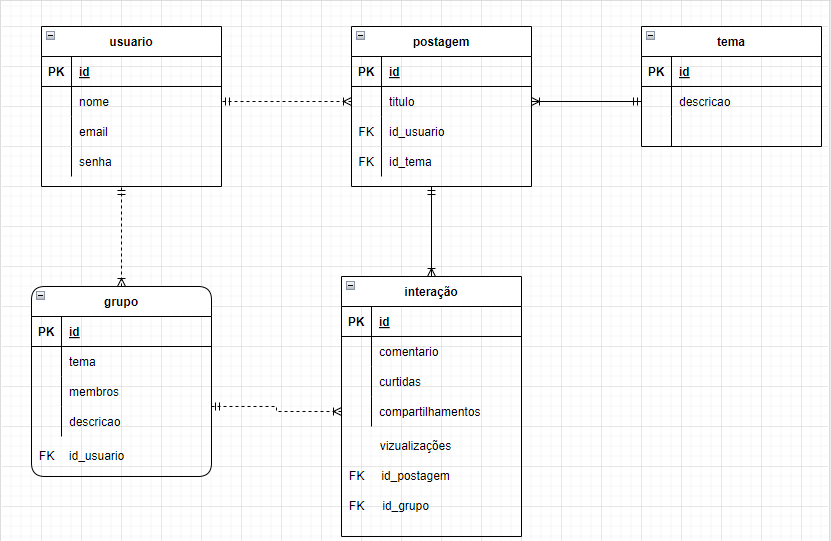 usuario
PK id
nome
email
senha
postagem
PK id
titulo
FK id_usuario
FK id_tema
tema
PK id
descricao
grupo
PK id
tema
membros
descricao
FK id_usuario
interação
PK id
comentario
curtidas
compartilhamentos
vizualizações
FK id_postagem
FK id_grupo